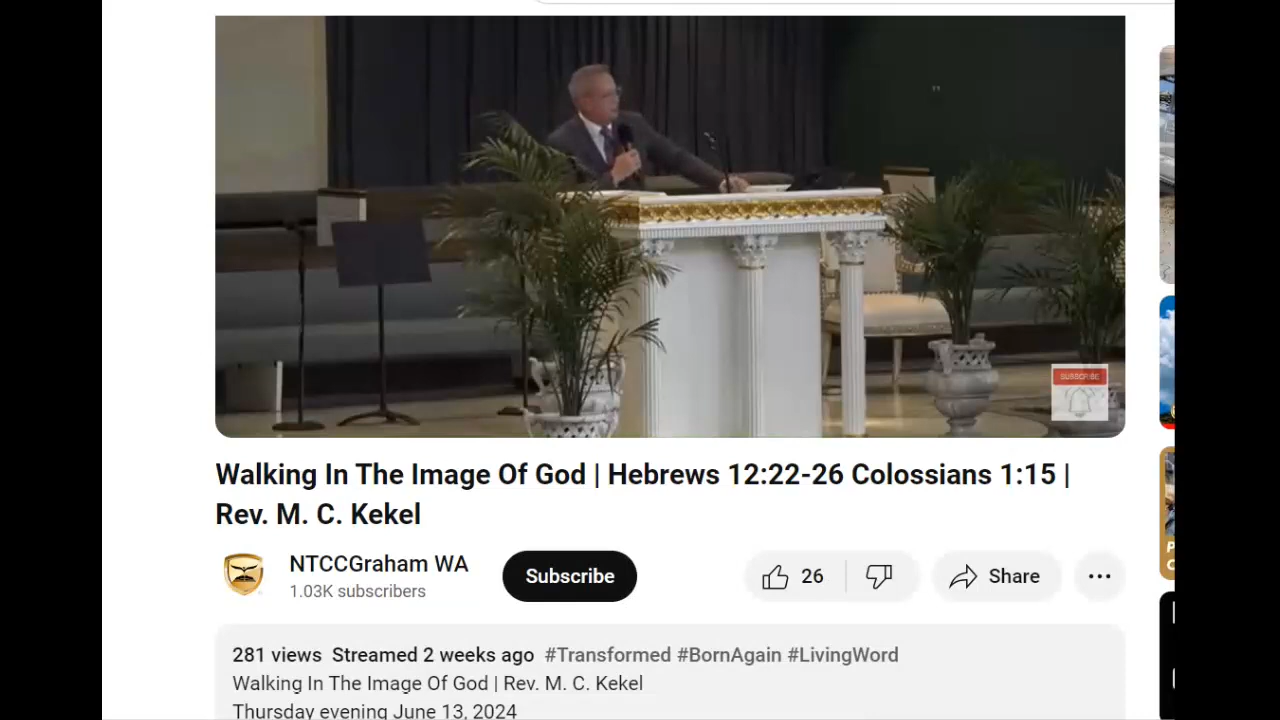 SUBSCRIBE
Walking In The Image Of God | Hebrews 12:22-26 Colossians 1:15 |
Rev. M. C. Kekel
NTCCGraham WA
1.03K subscribers
Subscribe
26
Share
281 views Streamed 2 weeks ago #Transformed #BornAgain #LivingWord
Walking In The Image Of God | Rev. M. C. Kekel
Thursday evening June 13, 2024